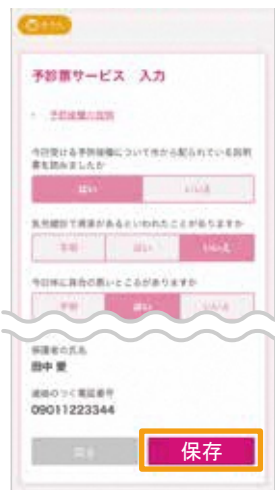 予診票サービス 入力
予防接種の説明
今日受ける予防接種について市から配られている説明
書を読みましたか
はい いいえ
乳児健診で異常があるといわれたことがありますか
不明 はい いいえ
今日体に具合の悪いところがありますか
不明 はい いいえ
保護者の氏名
田中 愛
連絡のつく電話番号
09011223344
戻る 保存